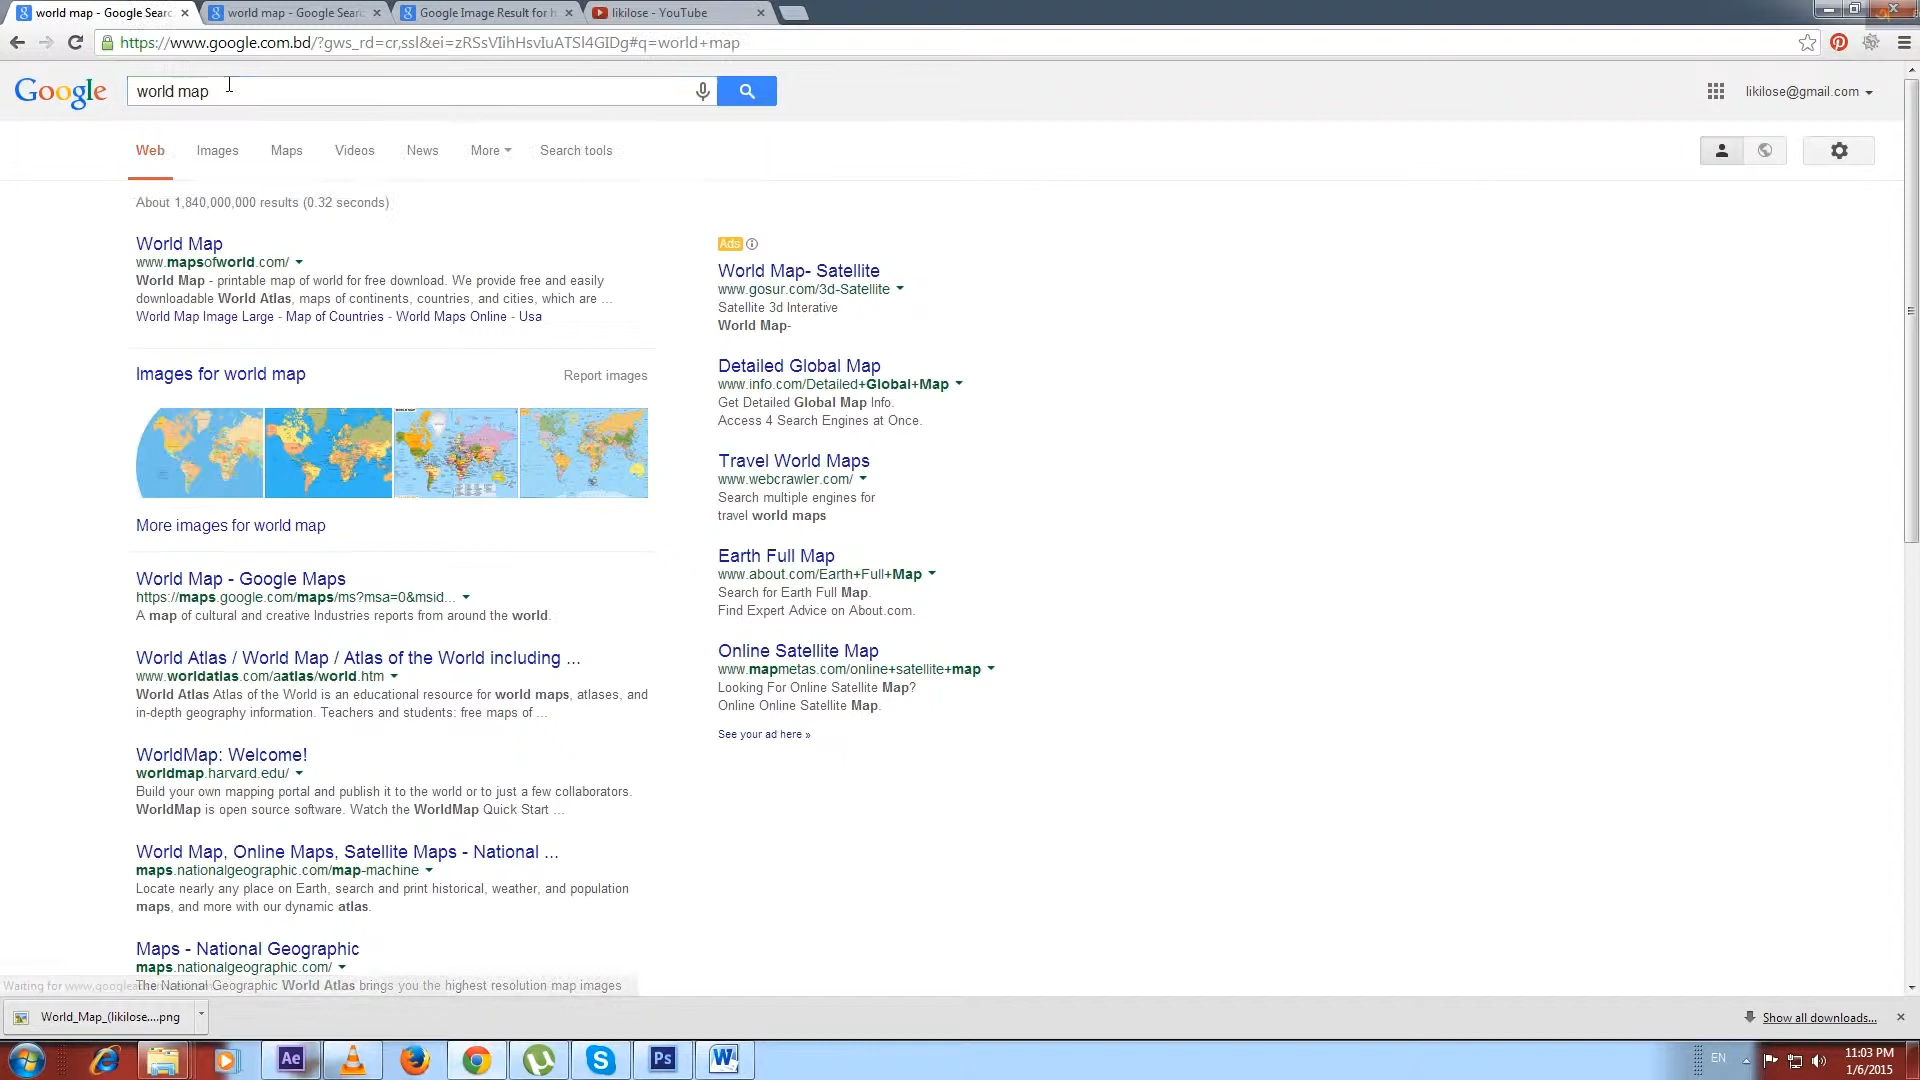 world map - Google Searc
world map - Google Searc
Google Image Result for h
likilose - YouTube
https://www.google.com.bd/?gws_rd=cr,ssl&ei=zRSsVIihHsvIuATSl4GIDg#q=world+map
Google
world map
likilose@gmail.com
Web
Images
Maps
Videos
News
More
Search tools
About 1,840,000,000 results (0.32 seconds)
World Map
www.mapsofworld.com/
World Map - printable map of world for free download. We provide free and easily
downloadable World Atlas, maps of continents, countries, and cities, which are ...
World Map Image Large - Map of Countries - World Maps Online - Usa
Images for world map
Report images
More images for world map
World Map - Google Maps
https://maps.google.com/maps/ms?msa=0&msid...
A map of cultural and creative Industries reports from around the world.
World Atlas / World Map / Atlas of the World including ...
www.worldatlas.com/aatlas/world.htm
World Atlas Atlas of the World is an educational resource for world maps, atlases, and
in-depth geography information. Teachers and students: free maps of ...
WorldMap: Welcome!
worldmap.harvard.edu/
Build your own mapping portal and publish it to the world or to just a few collaborators.
WorldMap is open source software. Watch the WorldMap Quick Start ...
World Map, Online Maps, Satellite Maps - National ...
maps.nationalgeographic.com/map-machine
Locate nearly any place on Earth, search and print historical, weather, and population
maps, and more with our dynamic atlas.
Maps - National Geographic
maps.nationalgeographic.com/
The National Geographic World Atlas brings you the highest resolution map images
Waiting for
Ads
World Map- Satellite
www.gosur.com/3d-Satellite
Satellite 3d Interative
World Map-
Detailed Global Map
www.info.com/Detailed+Global+Map
Get Detailed Global Map Info.
Access 4 Search Engines at Once.
Travel World Maps
www.webcrawler.com/
Search multiple engines for
travel world maps
Earth Full Map
www.about.com/Earth+Full+Map
Search for Earth Full Map.
Find Expert Advice on About.com.
Online Satellite Map
www.mapmetas.com/online+satellite+map
Looking For Online Satellite Map?
Online Online Satellite Map.
See your ad here »
World_Map_(likilose....png
Show all downloads...
Ae
Ps
EN
11:03 PM
1/6/2015